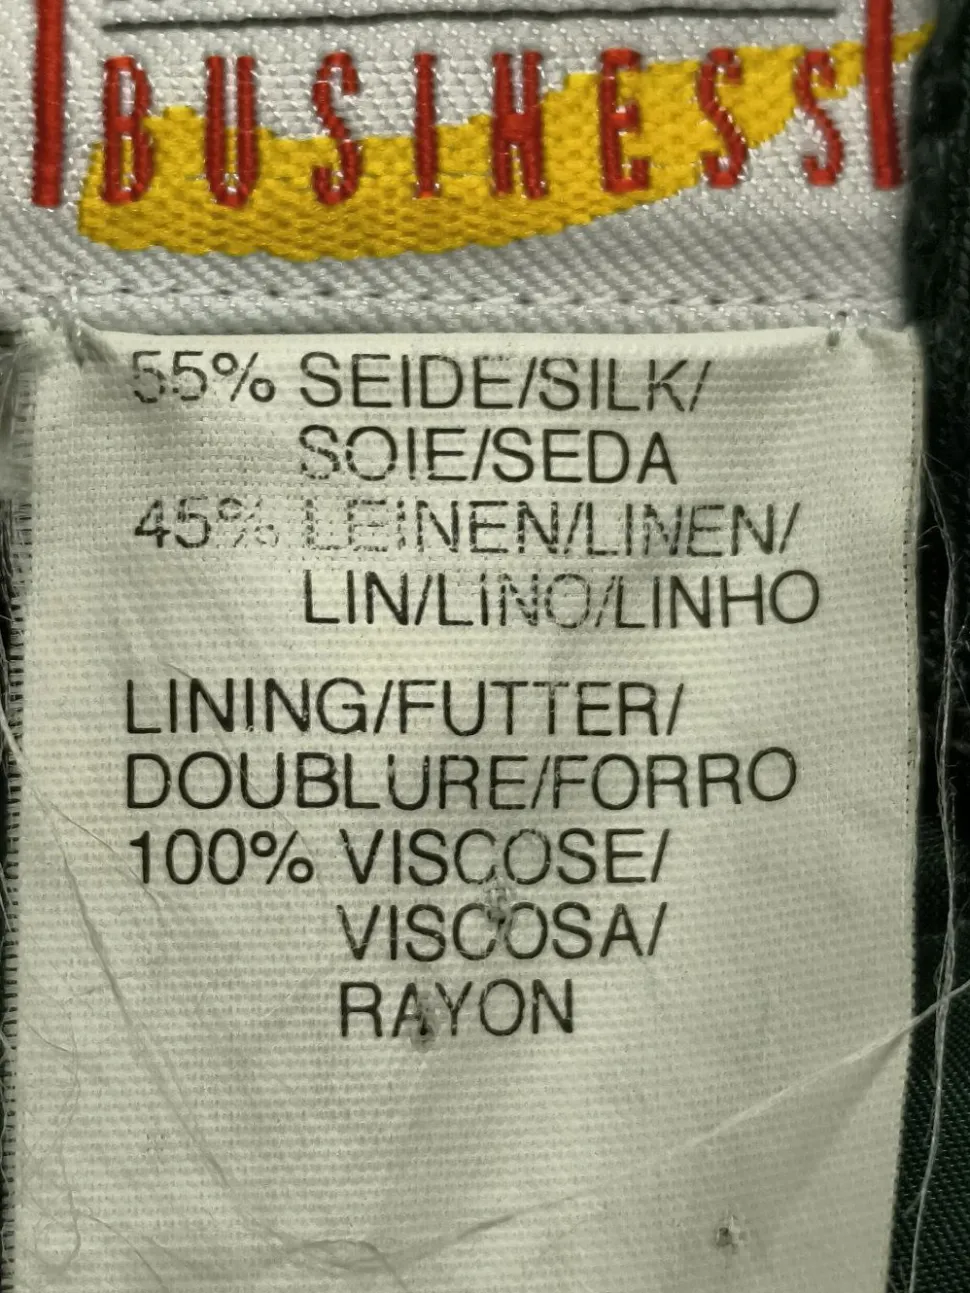 BUSINESS
55% SEIDE/SILK/
SOIE/SEDA
45% LEINEN/LINEN/
LIN/LINO/LINHO
LINING/FUTTER/
DOUBLURE/FORRO
100% VISCOSE/
VISCOSA/
RAYON